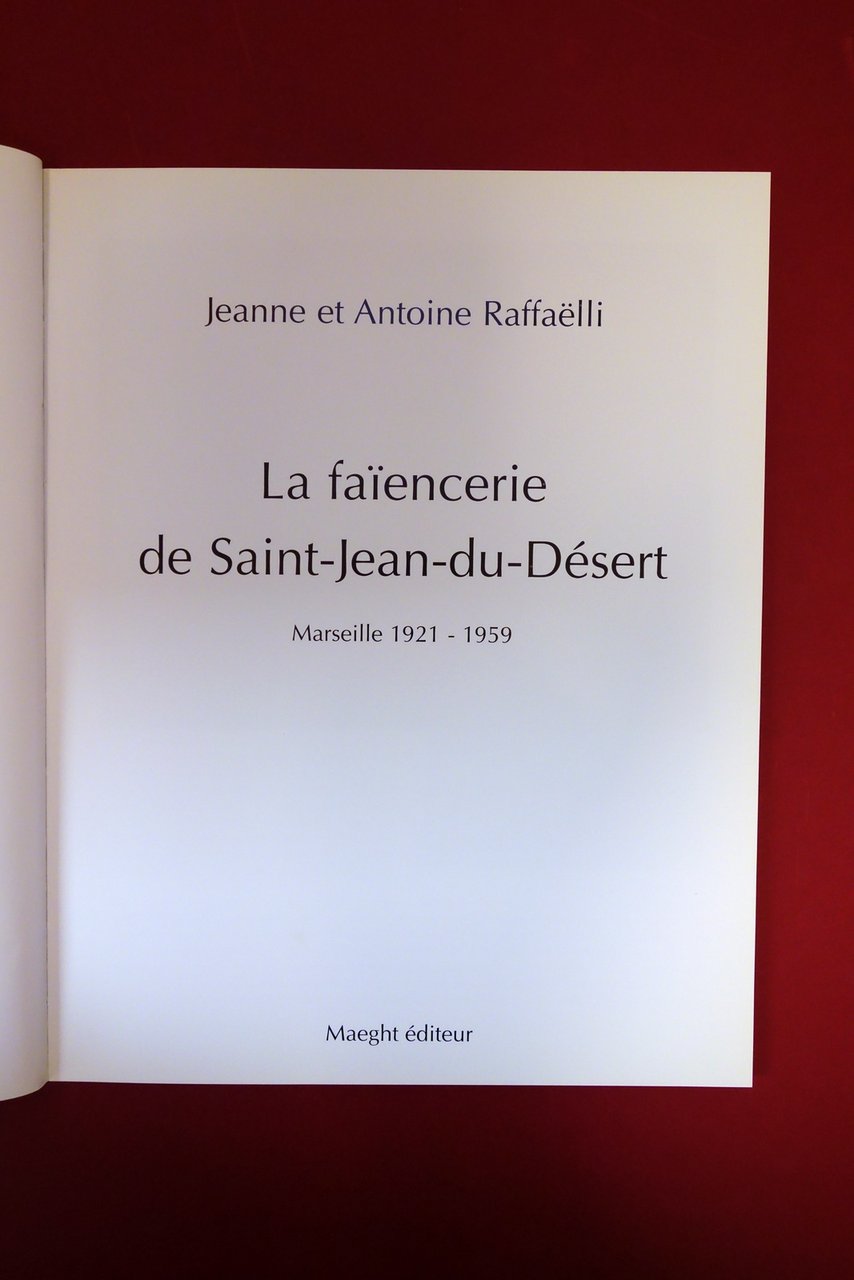 Jeanne et Antoine Raffaëlli
La faïencerie
de Saint-Jean-du-Désert
Marseille 1921 - 1959
Maeght éditeur